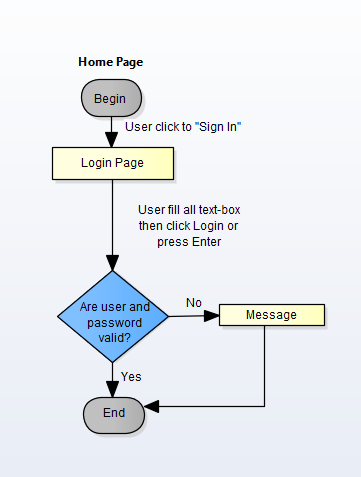 Home Page
Begin
User click to "Sign In"
Login Page
User fill all text-box
then click Login or
press Enter
Are user and
password
valid?
No
Message
Yes
End